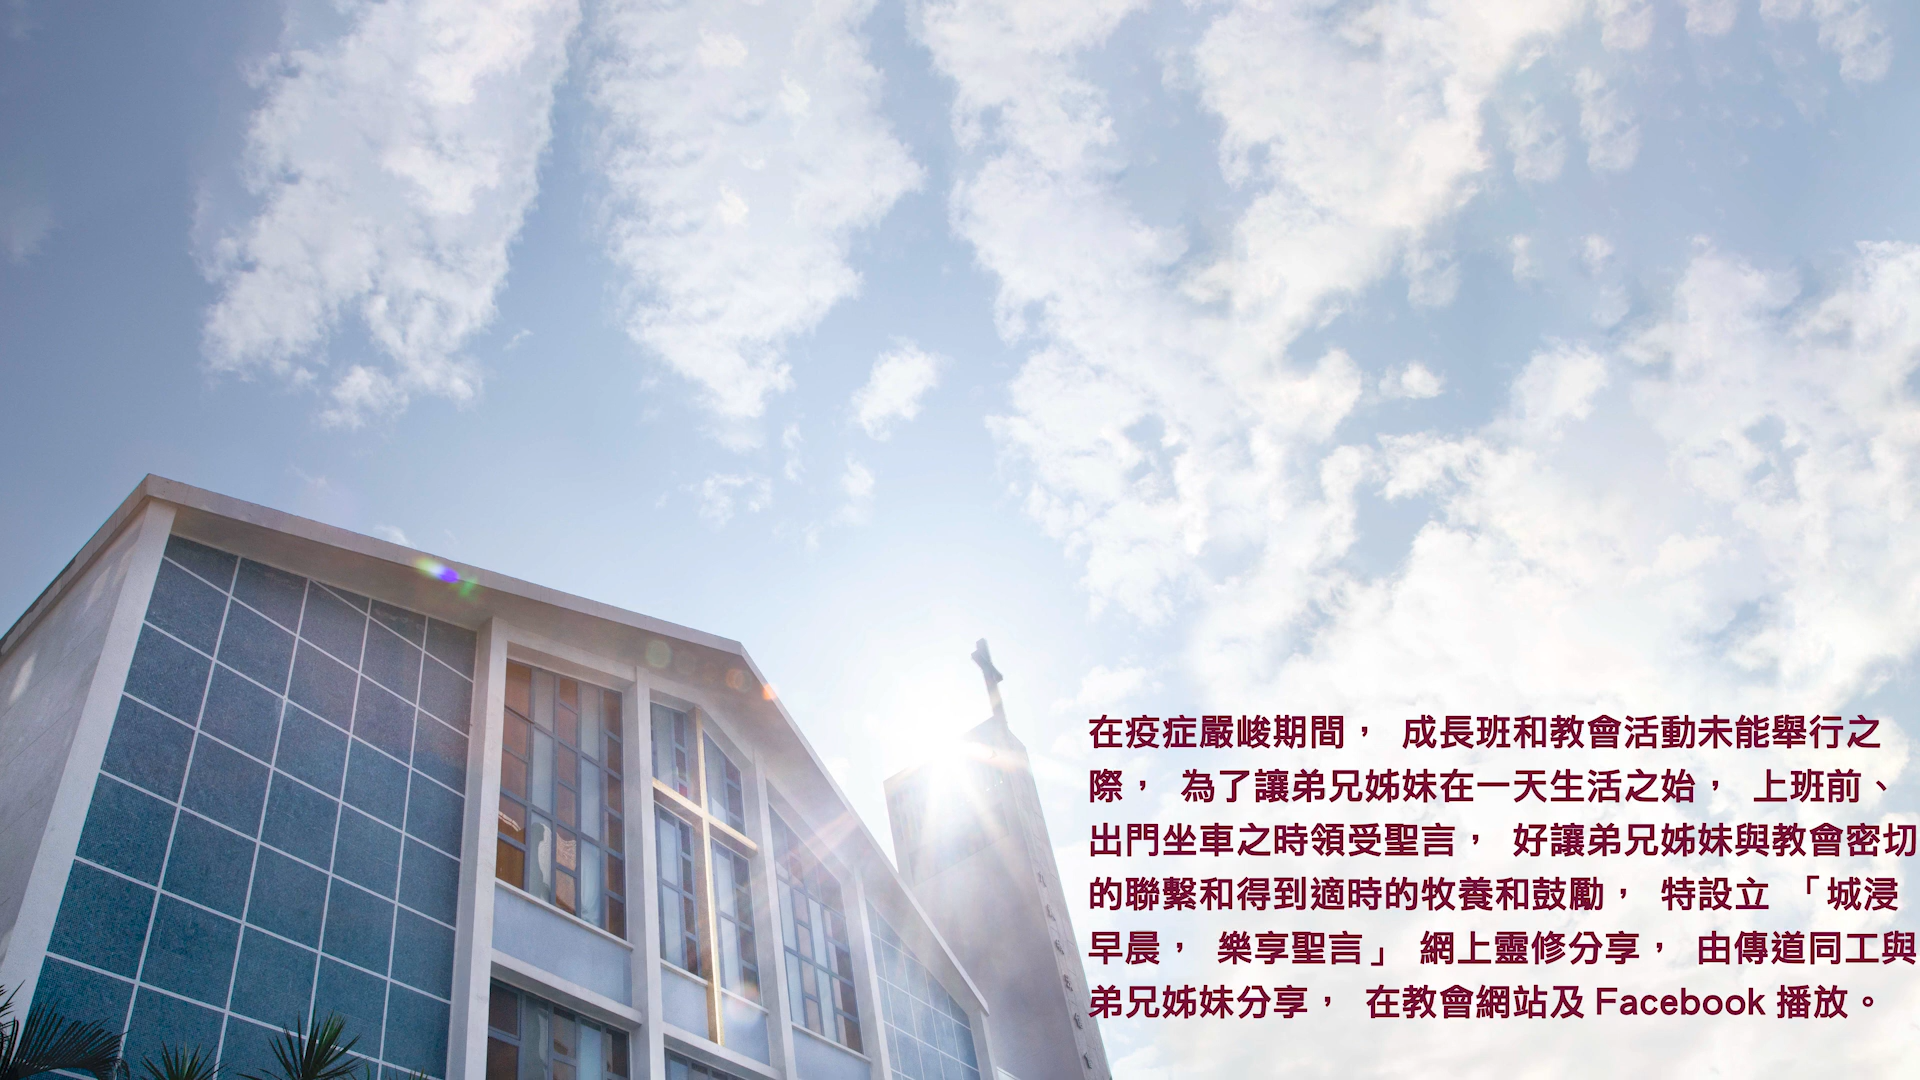 在疫症嚴峻期間， 成長班和教會活動未能舉行之
際， 為了讓弟兄姊妹在一天生活之始， 上班前、
出門坐車之時領受聖言， 好讓弟兄姊妹與教會密切
的聯繫和得到適時的牧養和鼓勵， 特設立 「城浸
早晨， 樂享聖言」 網上靈修分享， 由傳道同工與
弟兄姊妹分享， 在教會網站及 Facebook 播放。